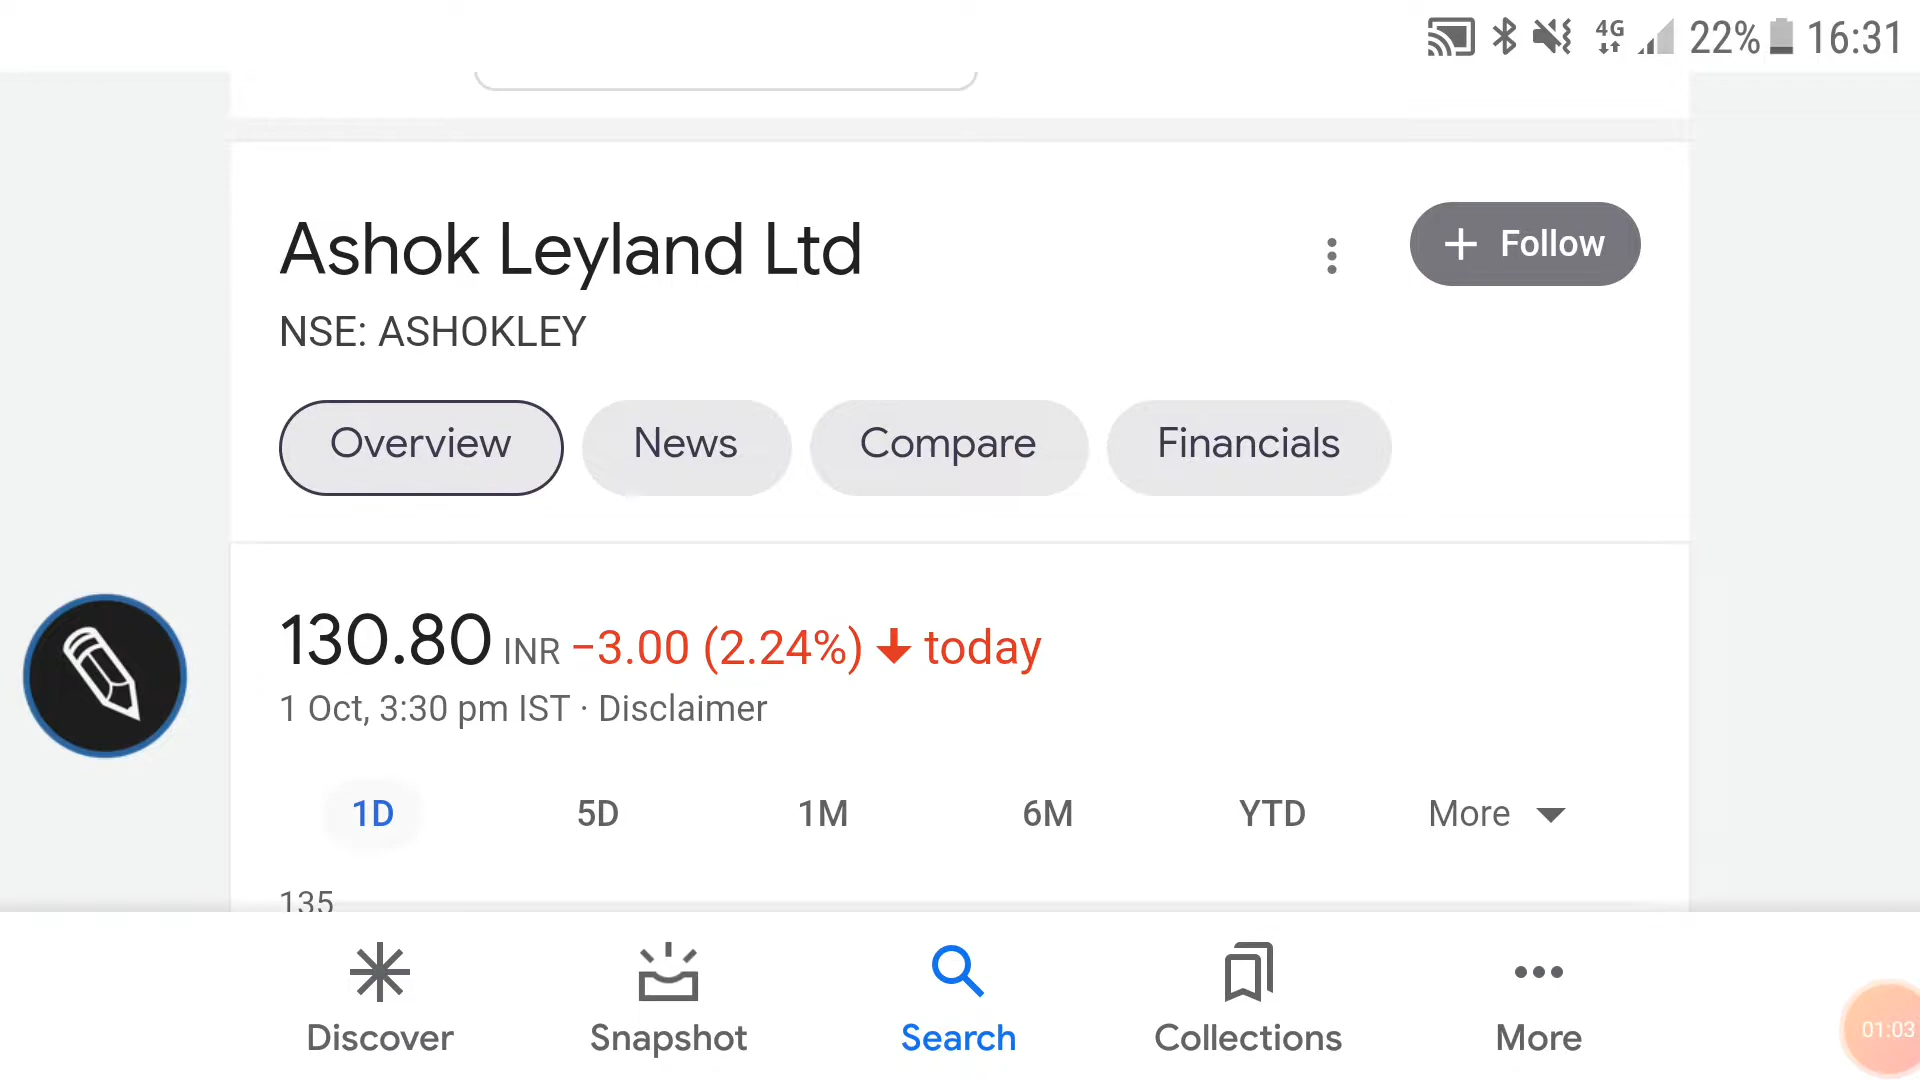 4G 22% 16:31
Ashok Leyland Ltd
+ Follow
NSE: ASHOKLEY
Overview News Compare Financials
130.80 INR −3.00 (2.24%) ↓ today
1 Oct, 3:30 pm IST · Disclaimer
1D 5D 1M 6M YTD More
135
Discover Snapshot Search Collections More
01:03